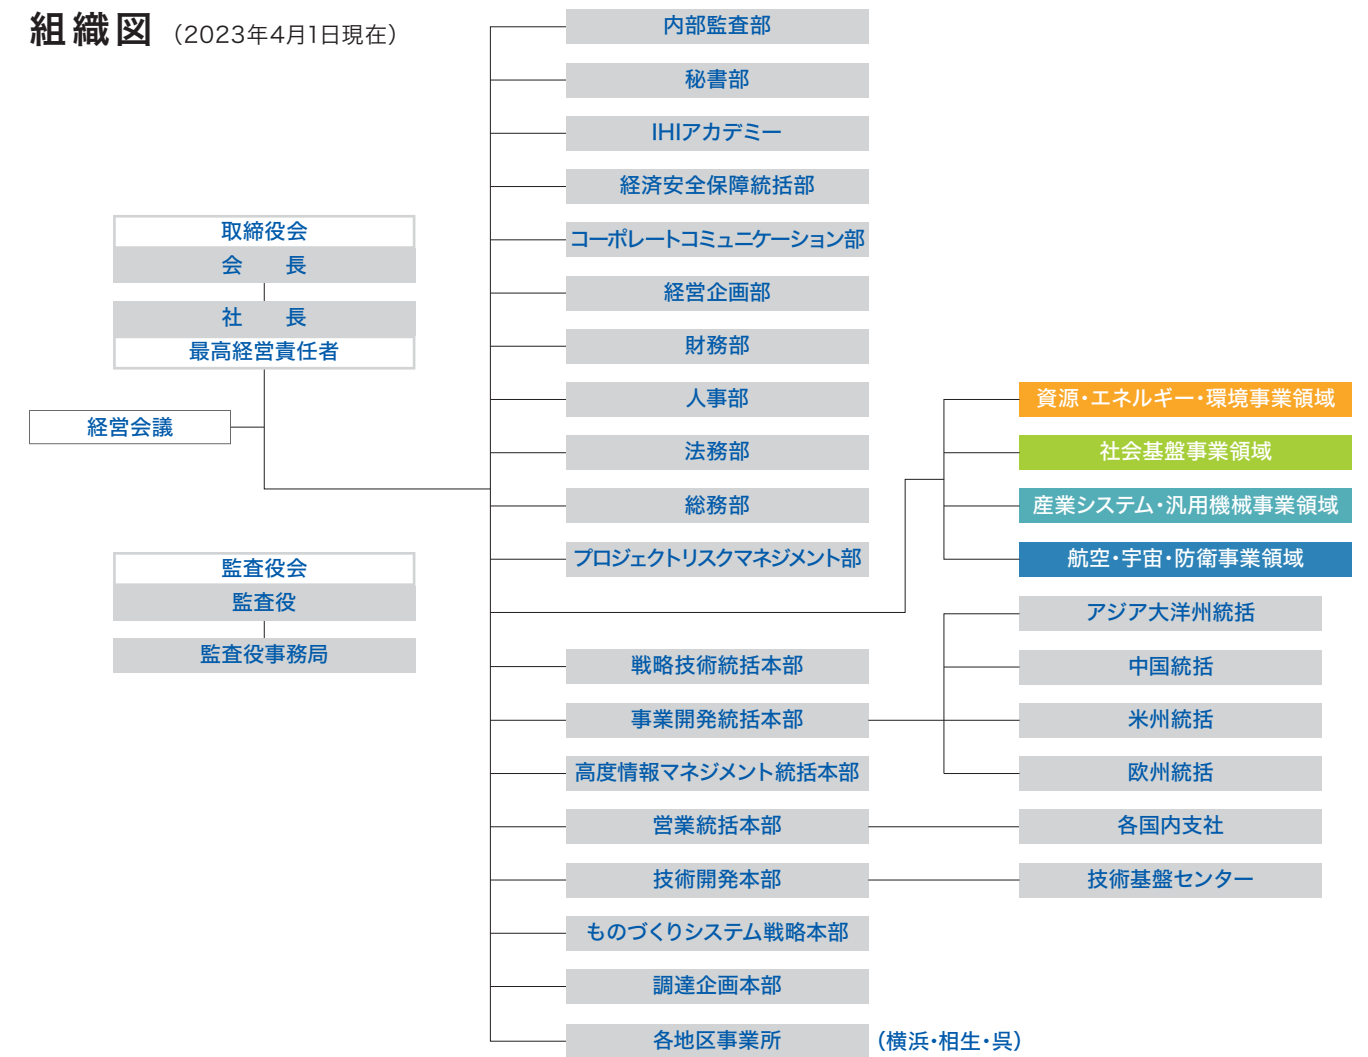 組織図 （2023年4月1日現在）
取締役会
会　　長
社　　長
最高経営責任者
経営会議
監査役会
監査役
監査役事務局
内部監査部
秘書部
IHIアカデミー
経済安全保障統括部
コーポレートコミュニケーション部
経営企画部
財務部
人事部
法務部
総務部
プロジェクトリスクマネジメント部
資源・エネルギー・環境事業領域
社会基盤事業領域
産業システム・汎用機械事業領域
航空・宇宙・防衛事業領域
戦略技術統括本部
事業開発統括本部
アジア大洋州統括
中国統括
米州統括
欧州統括
高度情報マネジメント統括本部
営業統括本部
各国内支社
技術開発本部
技術基盤センター
ものづくりシステム戦略本部
調達企画本部
各地区事業所 （横浜・相生・呉）